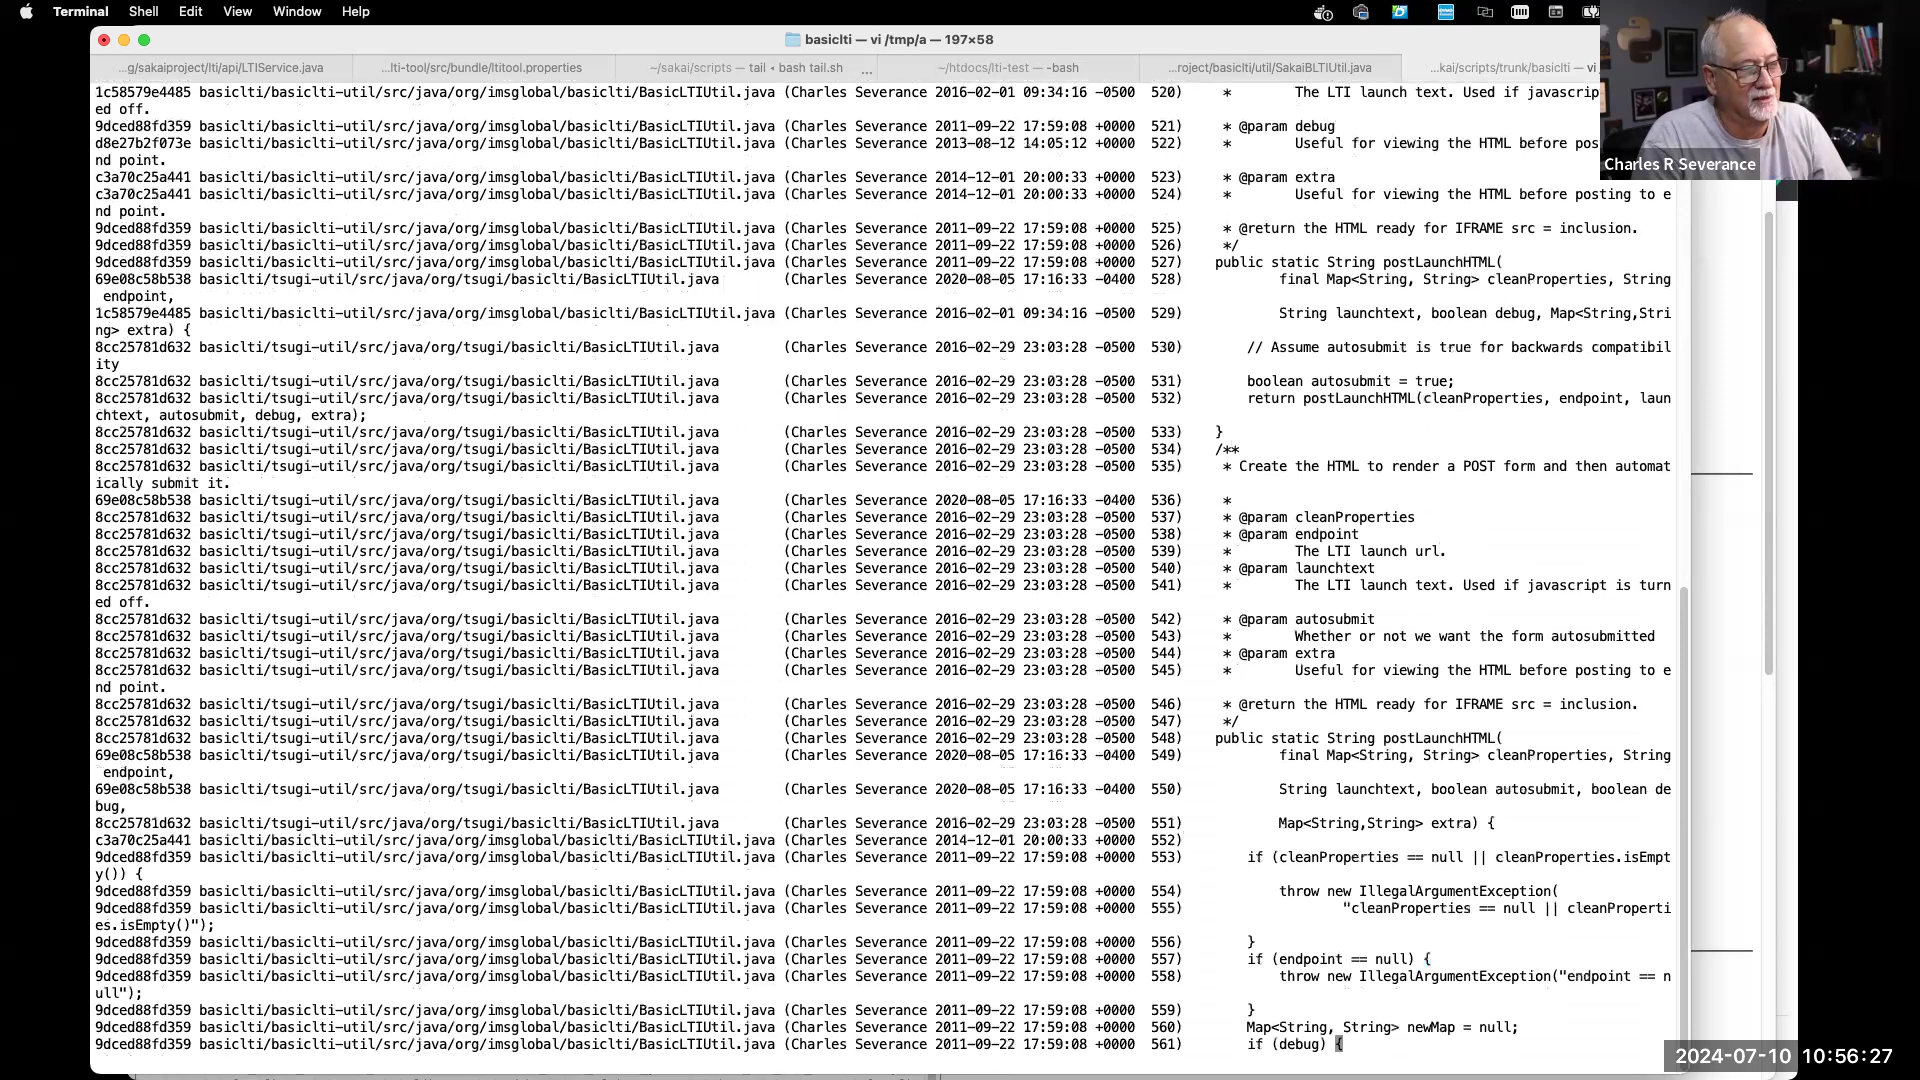 Terminal Shell Edit View Window Help
basiclti — vi /tmp/a — 197×58
...g/sakaiproject/lti/api/LTIService.java ...lti-tool/src/bundle/ltitool.properties ~/sakai/scripts — tail • bash tail.sh ... ~/htdocs/lti-test — -bash ...roject/basiclti/util/SakaiBLTIUtil.java ...kai/scripts/trunk/basiclti — vi
1c58579e4485 basiclti/basiclti-util/src/java/org/imsglobal/basiclti/BasicLTIUtil.java (Charles Severance 2016-02-01 09:34:16 -0500 520) * The LTI launch text. Used if javascrip
ed off.
9dced88fd359 basiclti/basiclti-util/src/java/org/imsglobal/basiclti/BasicLTIUtil.java (Charles Severance 2011-09-22 17:59:08 +0000 521) * @param debug
d8e27b2f073e basiclti/basiclti-util/src/java/org/imsglobal/basiclti/BasicLTIUtil.java (Charles Severance 2013-08-12 14:05:12 +0000 522) * Useful for viewing the HTML before pos
nd point.
c3a70c25a441 basiclti/basiclti-util/src/java/org/imsglobal/basiclti/BasicLTIUtil.java (Charles Severance 2014-12-01 20:00:33 +0000 523) * @param extra
c3a70c25a441 basiclti/basiclti-util/src/java/org/imsglobal/basiclti/BasicLTIUtil.java (Charles Severance 2014-12-01 20:00:33 +0000 524) * Useful for viewing the HTML before posting to e
nd point.
9dced88fd359 basiclti/basiclti-util/src/java/org/imsglobal/basiclti/BasicLTIUtil.java (Charles Severance 2011-09-22 17:59:08 +0000 525) * @return the HTML ready for IFRAME src = inclusion.
9dced88fd359 basiclti/basiclti-util/src/java/org/imsglobal/basiclti/BasicLTIUtil.java (Charles Severance 2011-09-22 17:59:08 +0000 526) */
9dced88fd359 basiclti/basiclti-util/src/java/org/imsglobal/basiclti/BasicLTIUtil.java (Charles Severance 2011-09-22 17:59:08 +0000 527) public static String postLaunchHTML(
69e08c58b538 basiclti/tsugi-util/src/java/org/tsugi/basiclti/BasicLTIUtil.java (Charles Severance 2020-08-05 17:16:33 -0400 528) final Map<String, String> cleanProperties, String
endpoint,
1c58579e4485 basiclti/basiclti-util/src/java/org/imsglobal/basiclti/BasicLTIUtil.java (Charles Severance 2016-02-01 09:34:16 -0500 529) String launchtext, boolean debug, Map<String,Stri
ng> extra) {
8cc25781d632 basiclti/tsugi-util/src/java/org/tsugi/basiclti/BasicLTIUtil.java (Charles Severance 2016-02-29 23:03:28 -0500 530) // Assume autosubmit is true for backwards compatibil
ity
8cc25781d632 basiclti/tsugi-util/src/java/org/tsugi/basiclti/BasicLTIUtil.java (Charles Severance 2016-02-29 23:03:28 -0500 531) boolean autosubmit = true;
8cc25781d632 basiclti/tsugi-util/src/java/org/tsugi/basiclti/BasicLTIUtil.java (Charles Severance 2016-02-29 23:03:28 -0500 532) return postLaunchHTML(cleanProperties, endpoint, laun
chtext, autosubmit, debug, extra);
8cc25781d632 basiclti/tsugi-util/src/java/org/tsugi/basiclti/BasicLTIUtil.java (Charles Severance 2016-02-29 23:03:28 -0500 533) }
8cc25781d632 basiclti/tsugi-util/src/java/org/tsugi/basiclti/BasicLTIUtil.java (Charles Severance 2016-02-29 23:03:28 -0500 534) /**
8cc25781d632 basiclti/tsugi-util/src/java/org/tsugi/basiclti/BasicLTIUtil.java (Charles Severance 2016-02-29 23:03:28 -0500 535) * Create the HTML to render a POST form and then automat
ically submit it.
69e08c58b538 basiclti/tsugi-util/src/java/org/tsugi/basiclti/BasicLTIUtil.java (Charles Severance 2020-08-05 17:16:33 -0400 536) *
8cc25781d632 basiclti/tsugi-util/src/java/org/tsugi/basiclti/BasicLTIUtil.java (Charles Severance 2016-02-29 23:03:28 -0500 537) * @param cleanProperties
8cc25781d632 basiclti/tsugi-util/src/java/org/tsugi/basiclti/BasicLTIUtil.java (Charles Severance 2016-02-29 23:03:28 -0500 538) * @param endpoint
8cc25781d632 basiclti/tsugi-util/src/java/org/tsugi/basiclti/BasicLTIUtil.java (Charles Severance 2016-02-29 23:03:28 -0500 539) * The LTI launch url.
8cc25781d632 basiclti/tsugi-util/src/java/org/tsugi/basiclti/BasicLTIUtil.java (Charles Severance 2016-02-29 23:03:28 -0500 540) * @param launchtext
8cc25781d632 basiclti/tsugi-util/src/java/org/tsugi/basiclti/BasicLTIUtil.java (Charles Severance 2016-02-29 23:03:28 -0500 541) * The LTI launch text. Used if javascript is turn
ed off.
8cc25781d632 basiclti/tsugi-util/src/java/org/tsugi/basiclti/BasicLTIUtil.java (Charles Severance 2016-02-29 23:03:28 -0500 542) * @param autosubmit
8cc25781d632 basiclti/tsugi-util/src/java/org/tsugi/basiclti/BasicLTIUtil.java (Charles Severance 2016-02-29 23:03:28 -0500 543) * Whether or not we want the form autosubmitted
8cc25781d632 basiclti/tsugi-util/src/java/org/tsugi/basiclti/BasicLTIUtil.java (Charles Severance 2016-02-29 23:03:28 -0500 544) * @param extra
8cc25781d632 basiclti/tsugi-util/src/java/org/tsugi/basiclti/BasicLTIUtil.java (Charles Severance 2016-02-29 23:03:28 -0500 545) * Useful for viewing the HTML before posting to e
nd point.
8cc25781d632 basiclti/tsugi-util/src/java/org/tsugi/basiclti/BasicLTIUtil.java (Charles Severance 2016-02-29 23:03:28 -0500 546) * @return the HTML ready for IFRAME src = inclusion.
8cc25781d632 basiclti/tsugi-util/src/java/org/tsugi/basiclti/BasicLTIUtil.java (Charles Severance 2016-02-29 23:03:28 -0500 547) */
8cc25781d632 basiclti/tsugi-util/src/java/org/tsugi/basiclti/BasicLTIUtil.java (Charles Severance 2016-02-29 23:03:28 -0500 548) public static String postLaunchHTML(
69e08c58b538 basiclti/tsugi-util/src/java/org/tsugi/basiclti/BasicLTIUtil.java (Charles Severance 2020-08-05 17:16:33 -0400 549) final Map<String, String> cleanProperties, String
endpoint,
69e08c58b538 basiclti/tsugi-util/src/java/org/tsugi/basiclti/BasicLTIUtil.java (Charles Severance 2020-08-05 17:16:33 -0400 550) String launchtext, boolean autosubmit, boolean de
bug,
8cc25781d632 basiclti/tsugi-util/src/java/org/tsugi/basiclti/BasicLTIUtil.java (Charles Severance 2016-02-29 23:03:28 -0500 551) Map<String,String> extra) {
c3a70c25a441 basiclti/basiclti-util/src/java/org/imsglobal/basiclti/BasicLTIUtil.java (Charles Severance 2014-12-01 20:00:33 +0000 552)
9dced88fd359 basiclti/basiclti-util/src/java/org/imsglobal/basiclti/BasicLTIUtil.java (Charles Severance 2011-09-22 17:59:08 +0000 553) if (cleanProperties == null || cleanProperties.isEmpt
y()) {
9dced88fd359 basiclti/basiclti-util/src/java/org/imsglobal/basiclti/BasicLTIUtil.java (Charles Severance 2011-09-22 17:59:08 +0000 554) throw new IllegalArgumentException(
9dced88fd359 basiclti/basiclti-util/src/java/org/imsglobal/basiclti/BasicLTIUtil.java (Charles Severance 2011-09-22 17:59:08 +0000 555) "cleanProperties == null || cleanProperti
es.isEmpty()");
9dced88fd359 basiclti/basiclti-util/src/java/org/imsglobal/basiclti/BasicLTIUtil.java (Charles Severance 2011-09-22 17:59:08 +0000 556) }
9dced88fd359 basiclti/basiclti-util/src/java/org/imsglobal/basiclti/BasicLTIUtil.java (Charles Severance 2011-09-22 17:59:08 +0000 557) if (endpoint == null) {
9dced88fd359 basiclti/basiclti-util/src/java/org/imsglobal/basiclti/BasicLTIUtil.java (Charles Severance 2011-09-22 17:59:08 +0000 558) throw new IllegalArgumentException("endpoint == n
ull");
9dced88fd359 basiclti/basiclti-util/src/java/org/imsglobal/basiclti/BasicLTIUtil.java (Charles Severance 2011-09-22 17:59:08 +0000 559) }
9dced88fd359 basiclti/basiclti-util/src/java/org/imsglobal/basiclti/BasicLTIUtil.java (Charles Severance 2011-09-22 17:59:08 +0000 560) Map<String, String> newMap = null;
9dced88fd359 basiclti/basiclti-util/src/java/org/imsglobal/basiclti/BasicLTIUtil.java (Charles Severance 2011-09-22 17:59:08 +0000 561) if (debug) {
Charles R Severance
2024-07-10 10:56:27